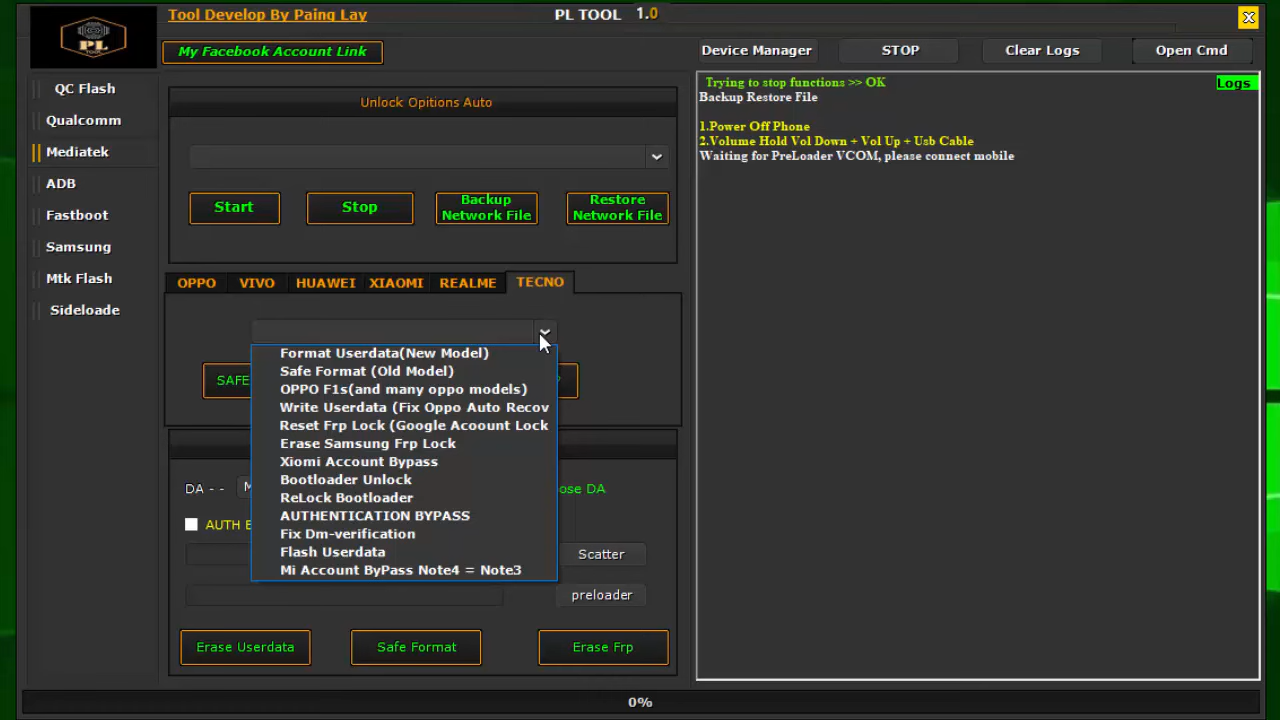 Tool Develop By Paing Lay
PL TOOL 1.0
PL
TOOL
My Facebook Account Link
Device Manager
STOP
Clear Logs
Open Cmd
QC Flash
Qualcomm
Mediatek
ADB
Fastboot
Samsung
Mtk Flash
Sideloade
Unlock Opitions Auto
Start
Stop
Backup
Network File
Restore
Network File
OPPO
VIVO
HUAWEI
XIAOMI
REALME
TECNO
SAFE
Format Userdata(New Model)
Safe Format (Old Model)
OPPO F1s(and many oppo models)
Write Userdata (Fix Oppo Auto Recov
Reset Frp Lock (Google Acoount Lock
Erase Samsung Frp Lock
Xiomi Account Bypass
Bootloader Unlock
ReLock Bootloader
AUTHENTICATION BYPASS
Fix Dm-verification
Flash Userdata
Mi Account ByPass Note4 = Note3
DA - -
ose DA
AUTH
Scatter
preloader
Erase Userdata
Safe Format
Erase Frp
Trying to stop functions >> OK
Logs
Backup Restore File
1.Power Off Phone
2.Volume Hold Vol Down + Vol Up + Usb Cable
Waiting for PreLoader VCOM, please connect mobile
0%